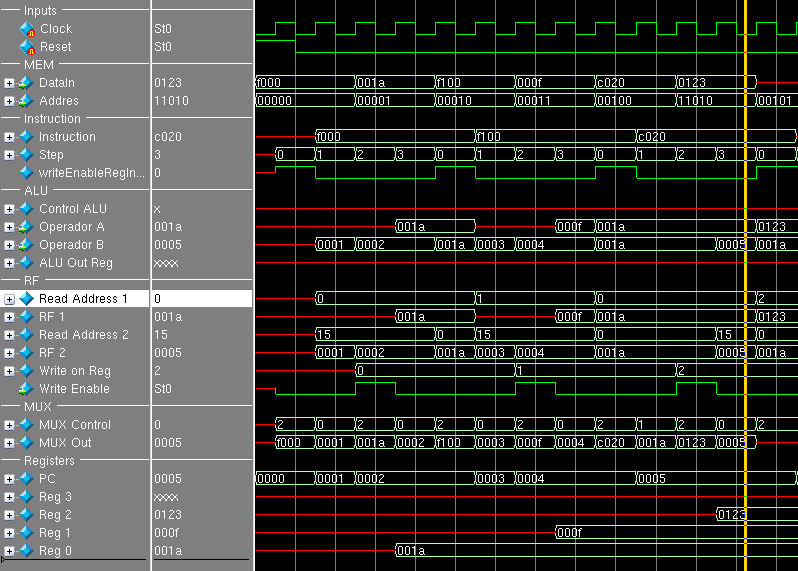 Inputs
Clock St0
Reset St0
MEM
DataIn 0123 f000 001a f100 000f c020 0123
Addres 11010 00000 00001 00010 00011 00100 11010 00101
Instruction
Instruction c020 f000 f100 c020
Step 3 0 1 2 3 0 1 2 3 0 1 2 3 0
writeEnableRegIn... 0
ALU
Control ALU x
Operador A 001a 001a 000f 001a 0123
Operador B 0005 0001 0002 001a 0003 0004 001a 0005 001a
ALU Out Reg xxxx
RF
Read Address 1 0 0 1 0 2
RF 1 001a 001a 000f 001a 0123
Read Address 2 15 15 0 15 0 15 0
RF 2 0005 0001 0002 001a 0003 0004 001a 0005 001a
Write on Reg 2 0 1 2
Write Enable St0
MUX
MUX Control 0 2 0 2 0 2 0 2 0 2 1 2 0 2
MUX Out 0005 f000 0001 001a 0002 f100 0003 000f 0004 c020 001a 0123 0005
Registers
PC 0005 0000 0001 0002 0003 0004 0005
Reg 3 xxxx
Reg 2 0123 0123
Reg 1 000f 000f
Reg 0 001a 001a